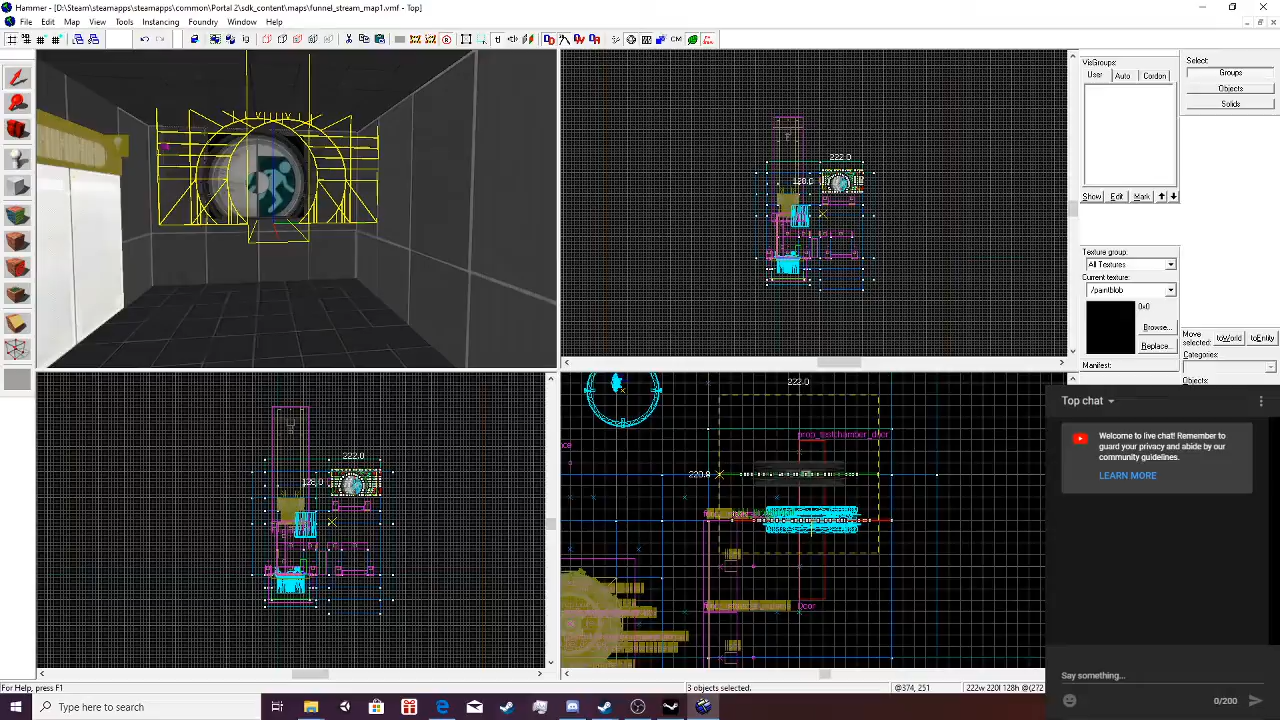 Hammer - [D:\Steam\steamapps\common\Portal 2\sdk_content\maps\funnel_stream_map1.vmf - Top]
File Edit Map View Tools Instancing Foundry Window Help
VisGroups:
User Auto Cordon
Show Edit Mark
Select:
Groups
Objects
Solids
Texture group:
All Textures
Current texture:
/paintblob
0x0
Browse...
Replace...
Manifest:
Move selected:
toWorld
toEntity
Categories:
Objects:
222.0
128.0
222.0
128.0
222.0
prop_testchamber_door
Door
Top chat
Welcome to live chat! Remember to
guard your privacy and abide by our
community guidelines.
LEARN MORE
Say something...
0/200
For Help, press F1
3 objects selected.
@374, 251
222w 220l 128h @(272
Type here to search